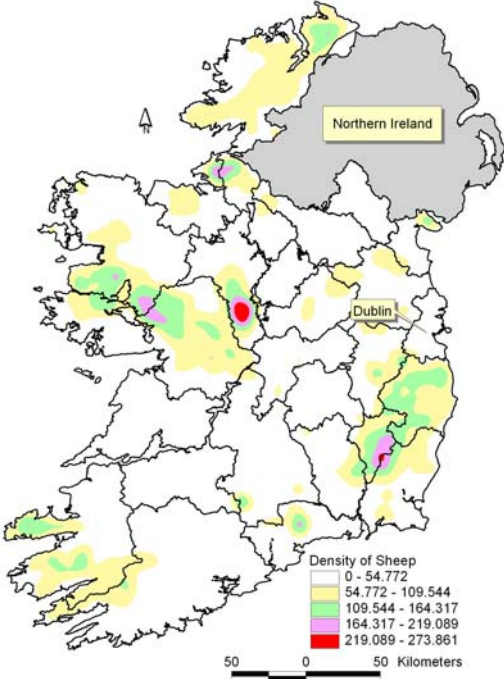 Northern Ireland
N
Dublin
Density of Sheep
0 - 54.772
54.772 - 109.544
109.544 - 164.317
164.317 - 219.089
219.089 - 273.861
50 0 50 Kilometers